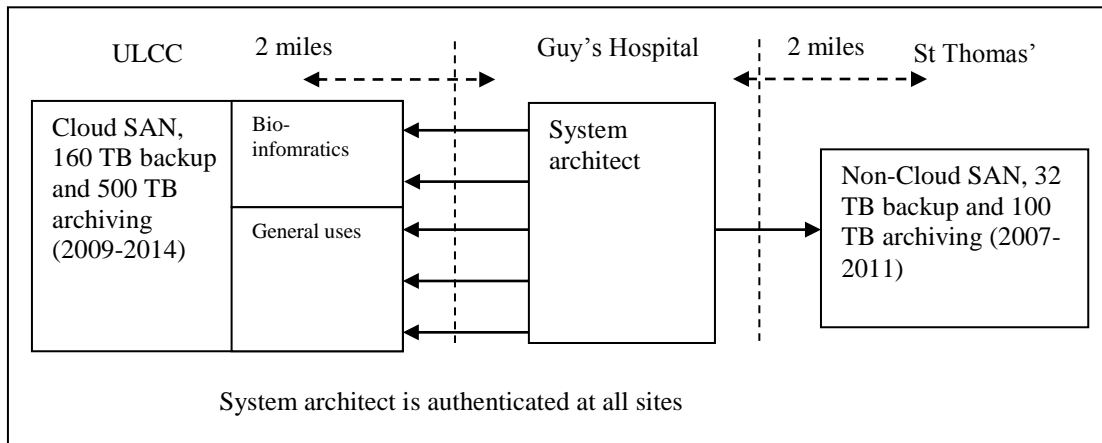 ULCC
2 miles
Guy's Hospital
2 miles
St Thomas'
Cloud SAN,
160 TB backup
and 500 TB
archiving
(2009-2014)
Bio-
infomratics
General uses
System
architect
Non-Cloud SAN, 32
TB backup and 100
TB archiving (2007-
2011)
System architect is authenticated at all sites